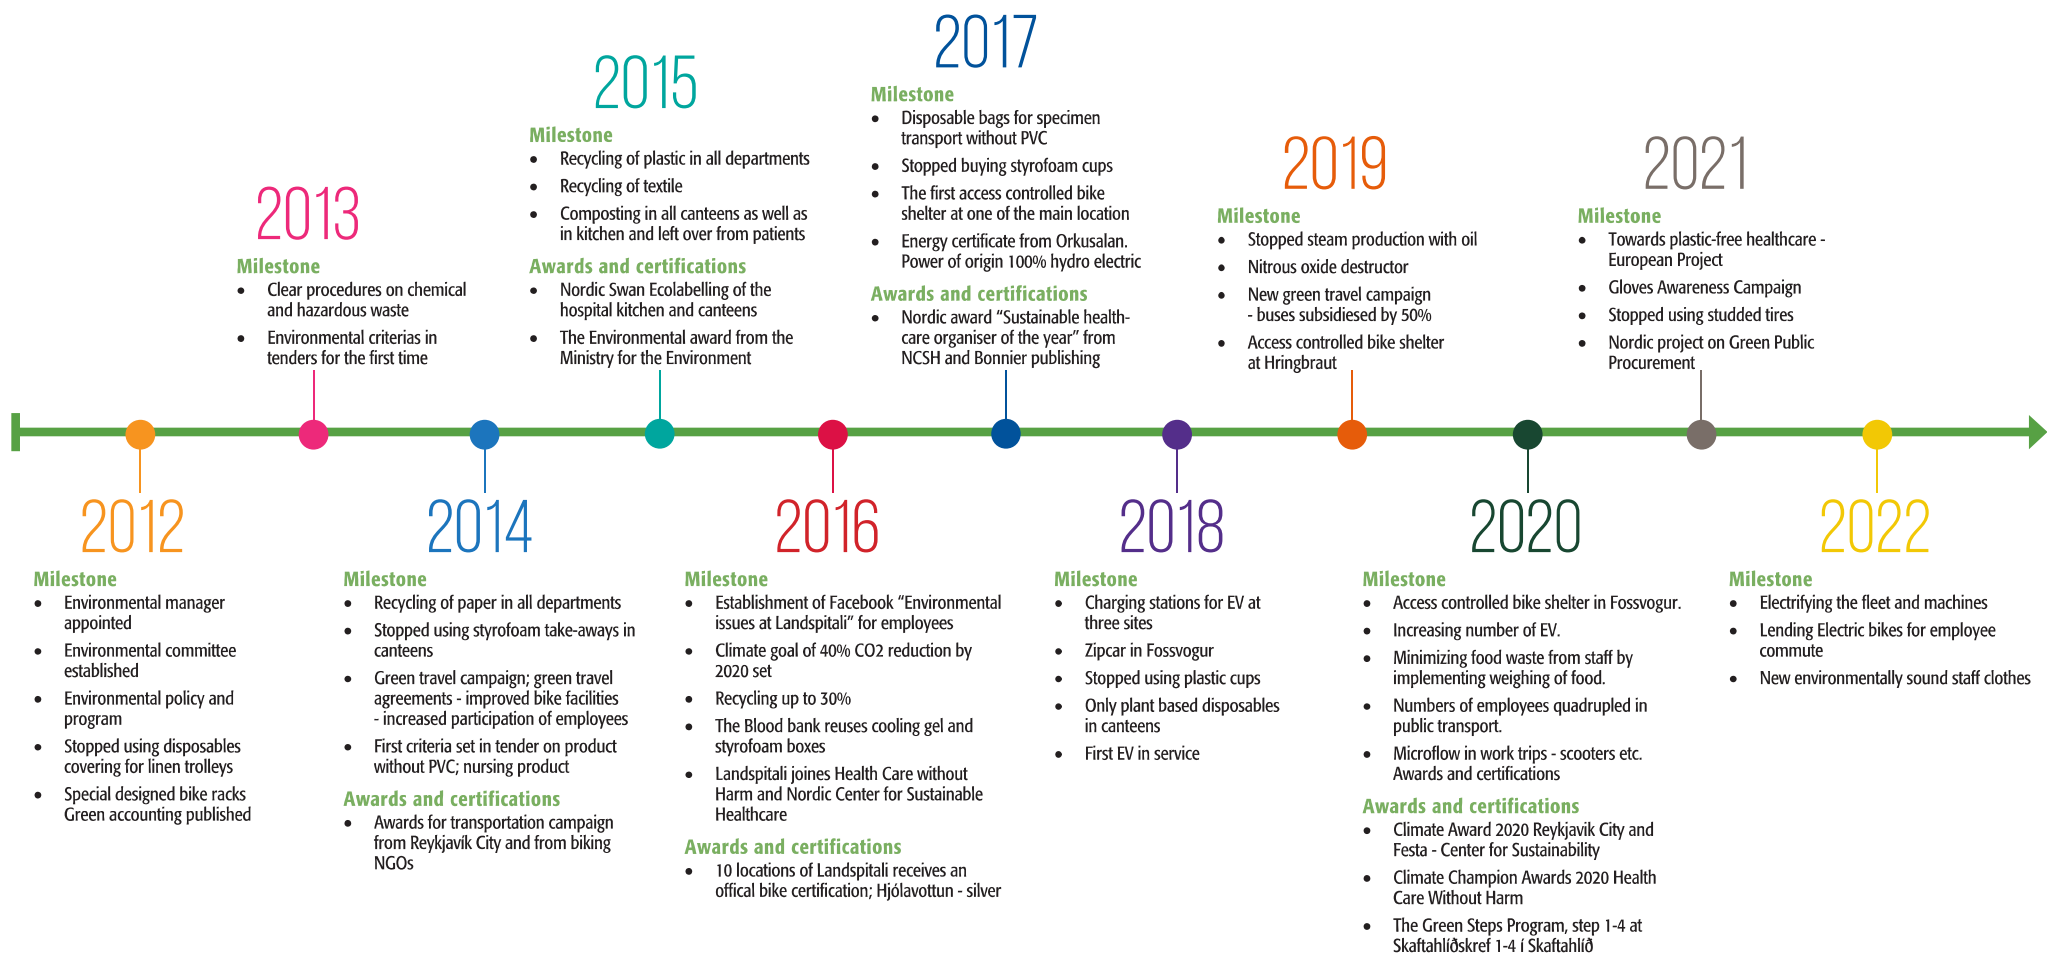 2012
Milestone
• Environmental manager
appointed
• Environmental committee
established
• Environmental policy and
program
• Stopped using disposables
covering for linen trolleys
• Special designed bike racks
Green accounting published
2013
Milestone
• Clear procedures on chemical
and hazardous waste
• Environmental criterias in
tenders for the first time
2014
Milestone
• Recycling of paper in all departments
• Stopped using styrofoam take-aways in
canteens
• Green travel campaign; green travel
agreements - improved bike facilities
- increased participation of employees
• First criteria set in tender on product
without PVC; nursing product
Awards and certifications
• Awards for transportation campaign
from Reykjavík City and from biking
NGOs
2015
Milestone
• Recycling of plastic in all departments
• Recycling of textile
• Composting in all canteens as well as
in kitchen and left over from patients
Awards and certifications
• Nordic Swan Ecolabelling of the
hospital kitchen and canteens
• The Environmental award from the
Ministry for the Environment
2016
Milestone
• Establishment of Facebook “Environmental
issues at Landspitali” for employees
• Climate goal of 40% CO2 reduction by
2020 set
• Recycling up to 30%
• The Blood bank reuses cooling gel and
styrofoam boxes
• Landspitali joines Health Care without
Harm and Nordic Center for Sustainable
Healthcare
Awards and certifications
• 10 locations of Landspitali receives an
offical bike certification; Hjólavottun - silver
2017
Milestone
• Disposable bags for specimen
transport without PVC
• Stopped buying styrofoam cups
• The first access controlled bike
shelter at one of the main location
• Energy certificate from Orkusalan.
Power of origin 100% hydro electric
Awards and certifications
• Nordic award “Sustainable health-
care organiser of the year” from
NCSH and Bonnier publishing
2018
Milestone
• Charging stations for EV at
three sites
• Zipcar in Fossvogur
• Stopped using plastic cups
• Only plant based disposables
in canteens
• First EV in service
2019
Milestone
• Stopped steam production with oil
• Nitrous oxide destructor
• New green travel campaign
- buses subsidiesed by 50%
• Access controlled bike shelter
at Hringbraut
2020
Milestone
• Access controlled bike shelter in Fossvogur.
• Increasing number of EV.
• Minimizing food waste from staff by
implementing weighing of food.
• Numbers of employees quadrupled in
public transport.
• Microflow in work trips - scooters etc.
Awards and certifications
Awards and certifications
• Climate Award 2020 Reykjavik City and
Festa - Center for Sustainability
• Climate Champion Awards 2020 Health
Care Without Harm
• The Green Steps Program, step 1-4 at
Skaftahlíðskref 1-4 í Skaftahlíð
2021
Milestone
• Towards plastic-free healthcare -
European Project
• Gloves Awareness Campaign
• Stopped using studded tires
• Nordic project on Green Public
Procurement
2022
Milestone
• Electrifying the fleet and machines
• Lending Electric bikes for employee
commute
• New environmentally sound staff clothes